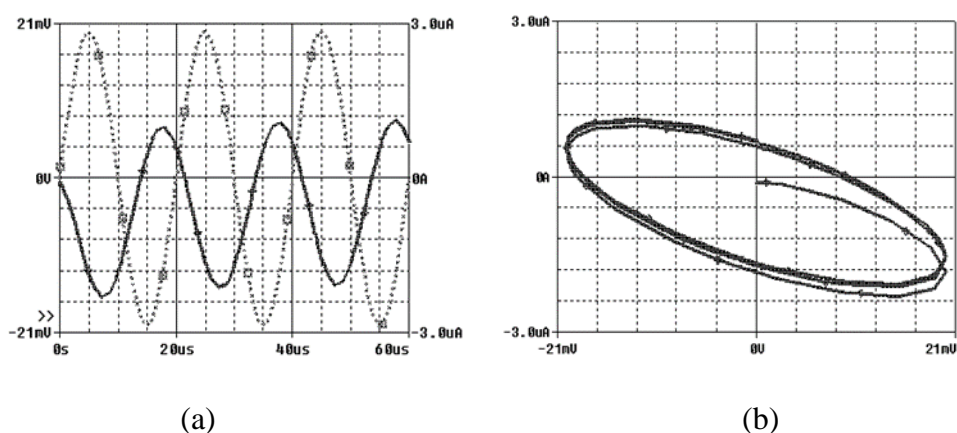 21mV
3.0uA
0V
0A
>>
-21mV
-3.0uA
0s
20us
40us
60us
3.0uA
0A
-3.0uA
-21mV
0V
21mV
(a)
(b)